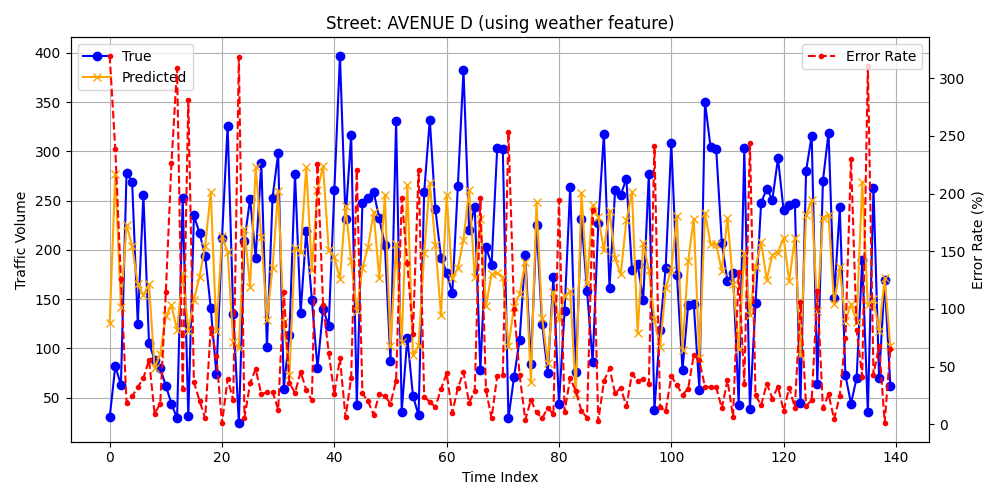 Street: AVENUE D (using weather feature)
True
Predicted
Error Rate
Traffic Volume
400
350
300
250
200
150
100
50
Error Rate (%)
300
250
200
150
100
50
0
0 20 40 60 80 100 120 140
Time Index